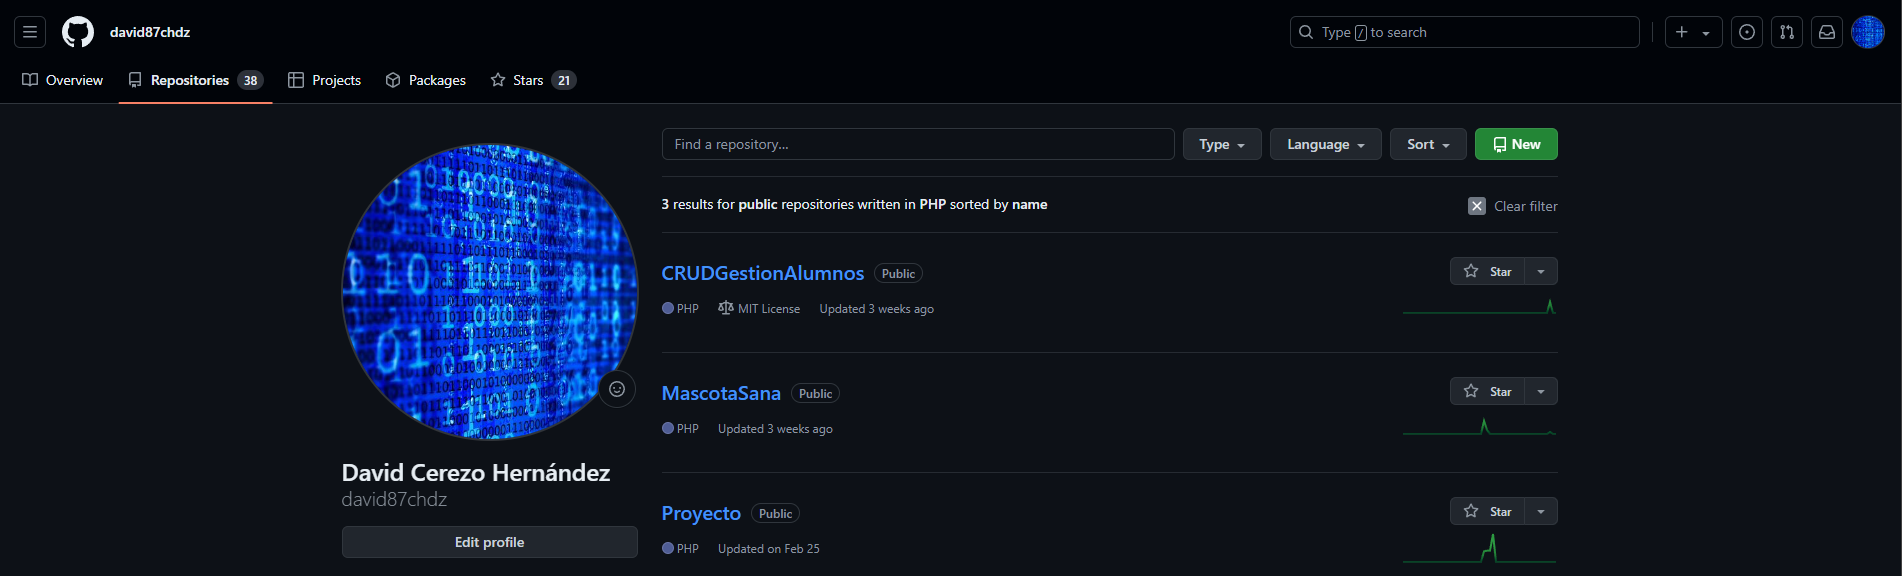 david87chdz
Type / to search
Overview Repositories 38 Projects Packages Stars 21
Find a repository... Type Language Sort New
3 results for public repositories written in PHP sorted by name Clear filter
CRUDGestionAlumnos Public Star
PHP MIT License Updated 3 weeks ago
MascotaSana Public Star
PHP Updated 3 weeks ago
David Cerezo Hernández
david87chdz
Edit profile
Proyecto Public Star
PHP Updated on Feb 25